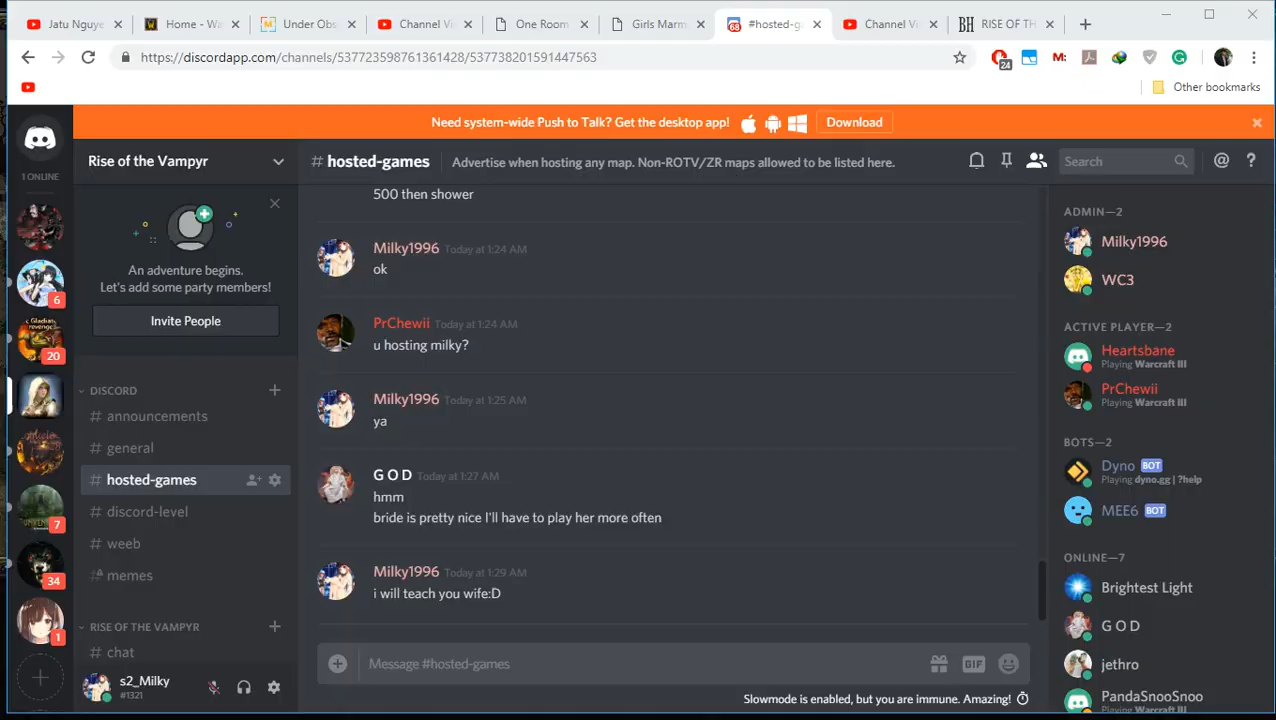 Jatu Nguye
Home - Wa
Under Obs
Channel Vi
One Room
Girls Marm
68
#hosted-ga
Channel Vi
RISE OF TH
https://discordapp.com/channels/537723598761361428/537738201591447563
24
M:
Other bookmarks
Need system-wide Push to Talk? Get the desktop app!
Download
1 ONLINE
Rise of the Vampyr
# hosted-games
Advertise when hosting any map. Non-ROTV/ZR maps allowed to be listed here.
Search
An adventure begins.
Let's add some party members!
Invite People
6
20
7
34
1
DISCORD
# announcements
# general
# hosted-games
# discord-level
# weeb
# memes
RISE OF THE VAMPYR
# chat
s2_Milky
#1321
500 then shower
Milky1996 Today at 1:24 AM
ok
PrChewii Today at 1:24 AM
u hosting milky?
Milky1996 Today at 1:25 AM
ya
G O D Today at 1:27 AM
hmm
bride is pretty nice I'll have to play her more often
Milky1996 Today at 1:29 AM
i will teach you wife:D
Message #hosted-games
GIF
Slowmode is enabled, but you are immune. Amazing!
ADMIN—2
Milky1996
WC3
ACTIVE PLAYER—2
Heartsbane
Playing Warcraft III
PrChewii
Playing Warcraft III
BOTS—2
Dyno BOT
Playing dyno.gg | ?help
MEE6 BOT
ONLINE—7
Brightest Light
G O D
jethro
PandaSnooSnoo